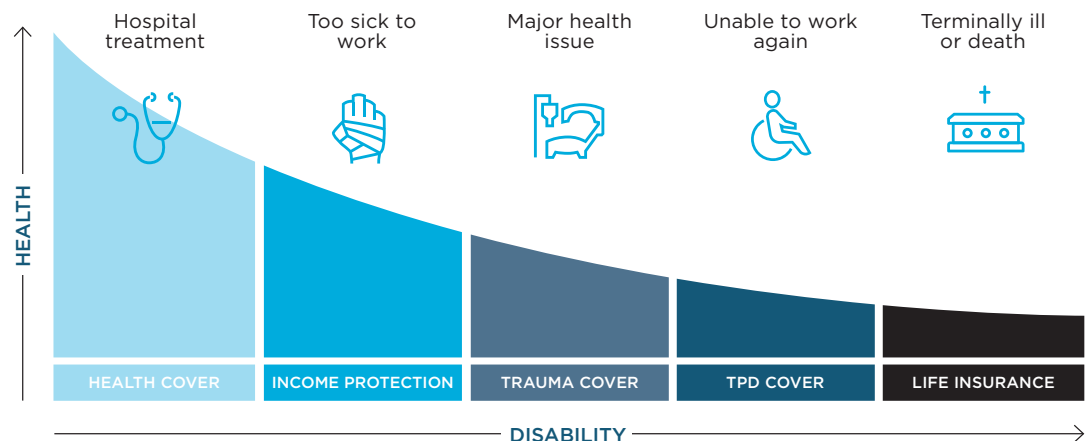 Hospital
treatment
Too sick to
work
Major health
issue
Unable to work
again
Terminally ill
or death
HEALTH
HEALTH COVER
INCOME PROTECTION
TRAUMA COVER
TPD COVER
LIFE INSURANCE
DISABILITY